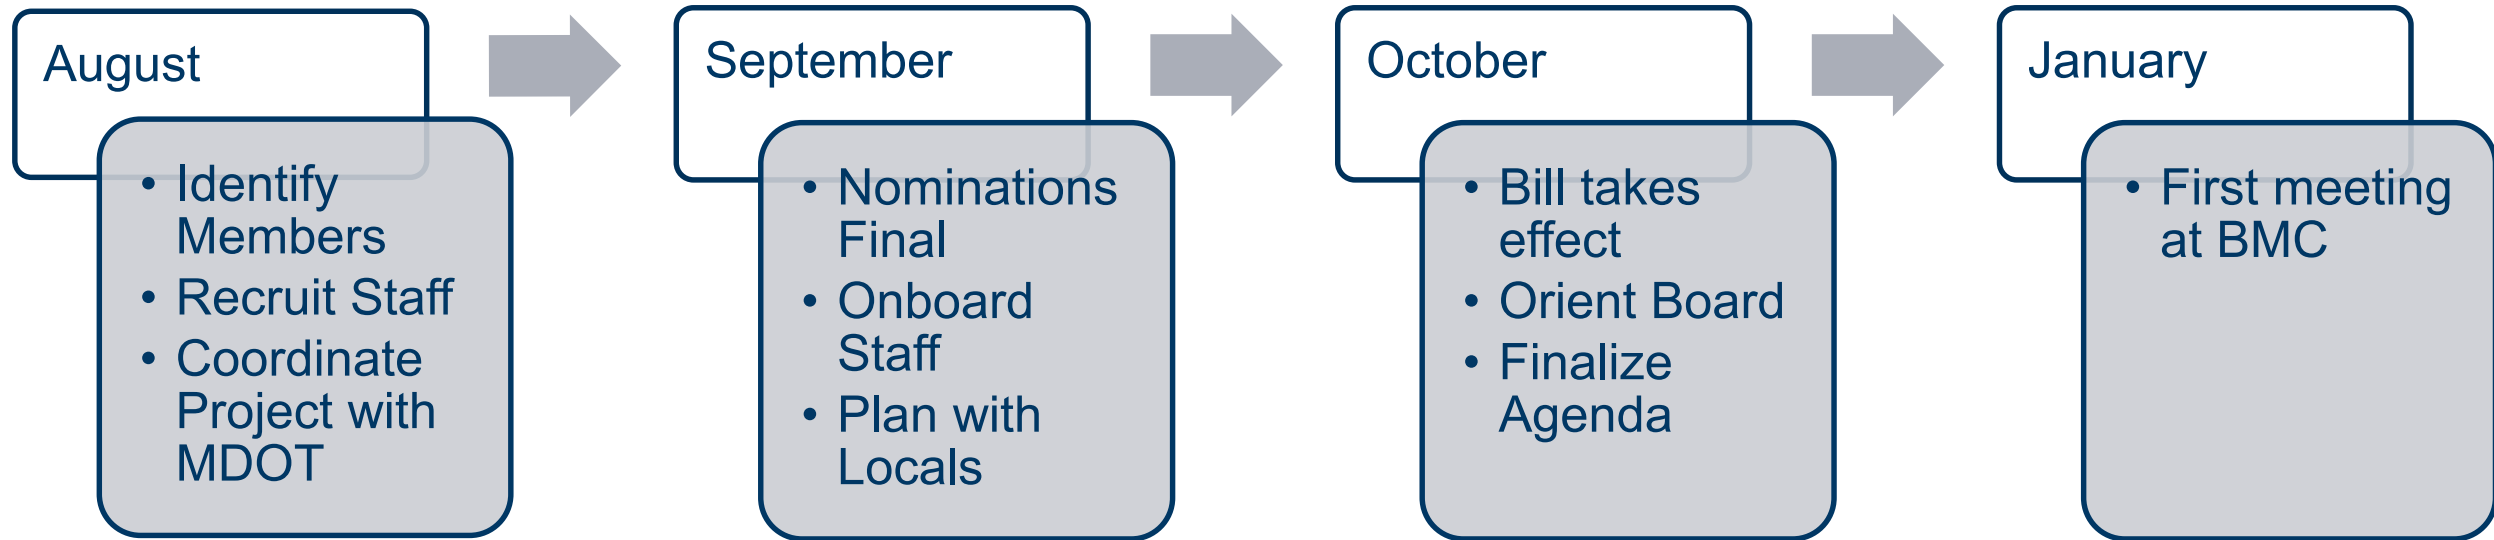 August
• Identify
Members
• Recruit Staff
• Coordinate
Project with
MDOT
September
• Nominations
Final
• Onboard
Staff
• Plan with
Locals
October
• Bill takes
effect
• Orient Board
• Finalize
Agenda
January
• First meeting
at BMC